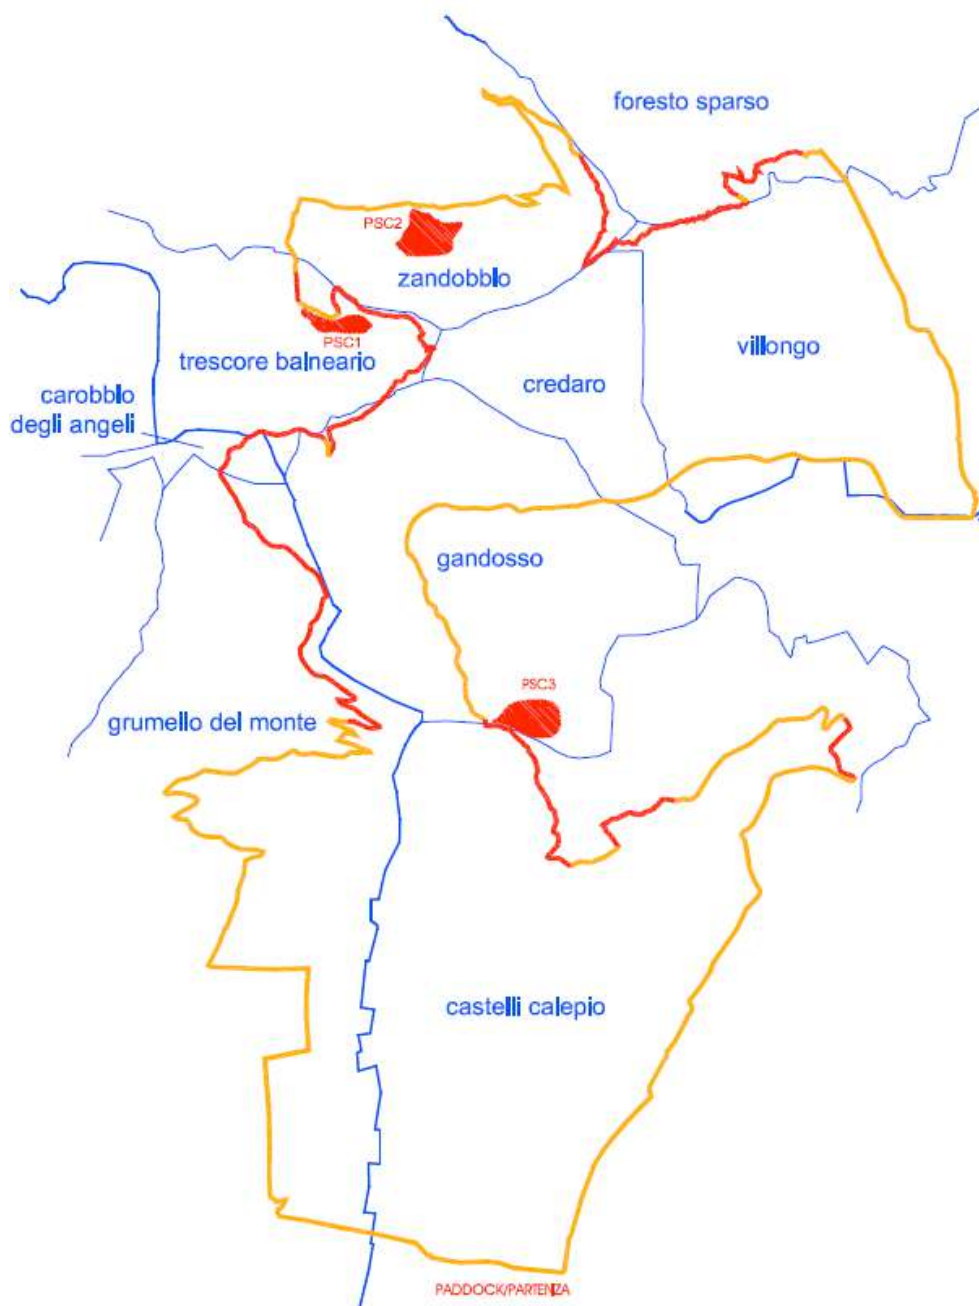 foresto sparso
PSC2
zandobbio
PSC1
trescore balneario
villongo
credaro
carobbio
degli angeli
gandosso
PSC3
grumello del monte
castelli calepio
PADDOCK/PARTENZA